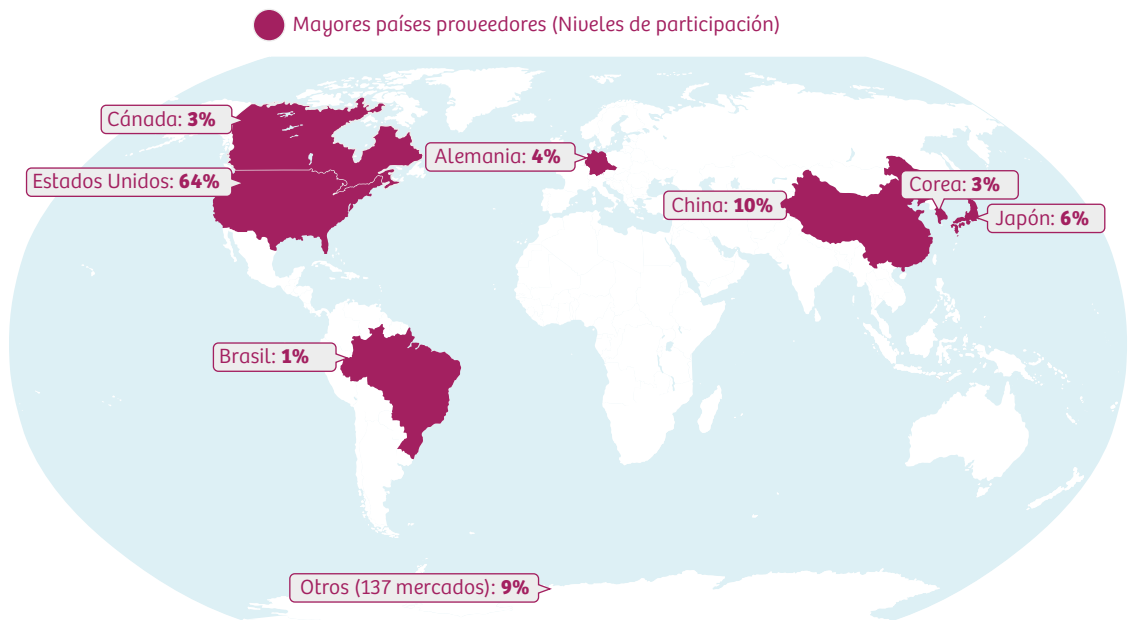 Mayores países proveedores (Niveles de participación)
Cánada: 3%
Alemania: 4%
Estados Unidos: 64%
Corea: 3%
China: 10%
Japón: 6%
Brasil: 1%
Otros (137 mercados): 9%